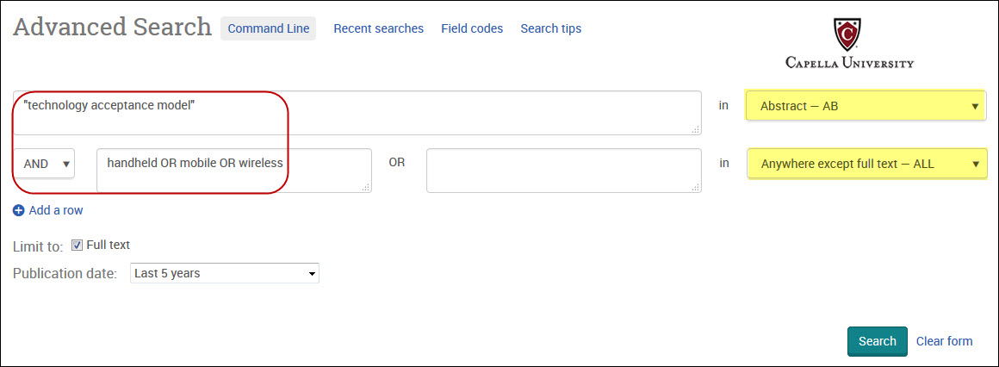 Advanced Search Command Line Recent searches Field codes Search tips
C
CAPELLA UNIVERSITY
"technology acceptance model" in Abstract — AB
AND handheld OR mobile OR wireless OR in Anywhere except full text — ALL
Add a row
Limit to: Full text
Publication date: Last 5 years
Search Clear form